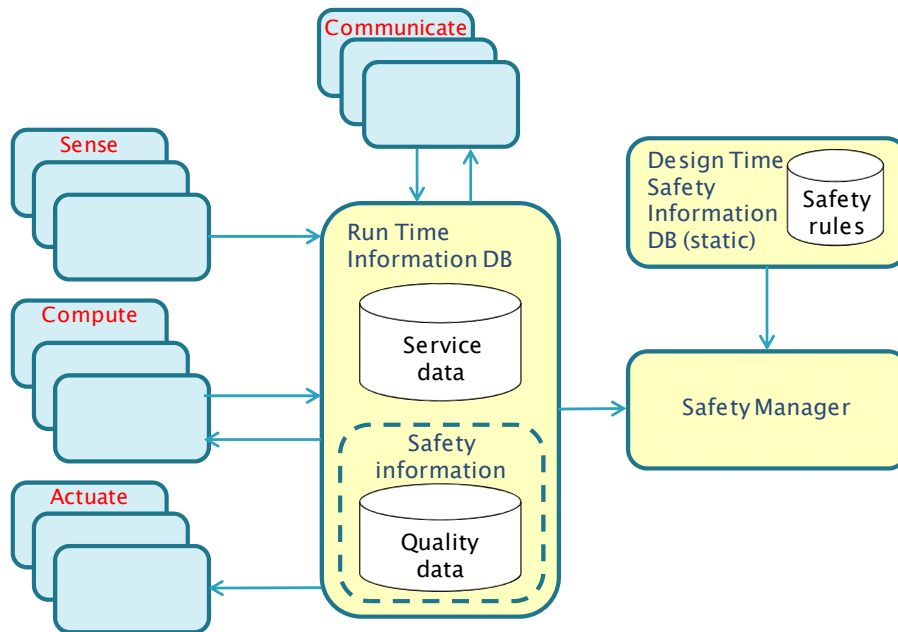 Communicate
Sense
Design Time
Safety
Information
DB (static)
Safety
rules
Run Time
Information DB
Compute
Service
data
Safety Manager
Safety
information
Actuate
Quality
data